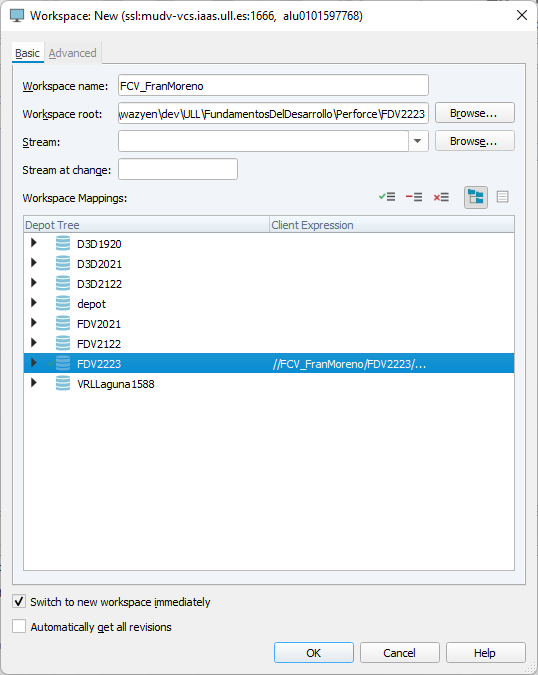 Workspace: New (ssl:mudv-vcs.iaas.ull.es:1666, alu0101597768)
Basic Advanced
Workspace name: FCV_FranMoreno
Workspace root: \wazyen\dev\ULL\FundamentosDelDesarrollo\Perforce\FDV2223 Browse...
Stream: Browse...
Stream at change:
Workspace Mappings:
Depot Tree Client Expression
D3D1920
D3D2021
D3D2122
depot
FDV2021
FDV2122
FDV2223 //FCV_FranMoreno/FDV2223/...
VRLLaguna1588
Switch to new workspace immediately
Automatically get all revisions
OK Cancel Help